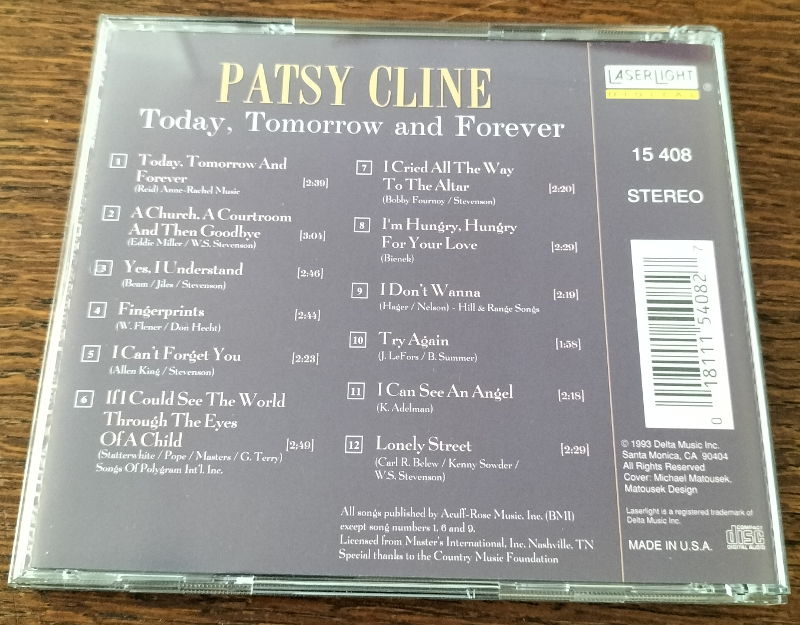 PATSY CLINE
Today, Tomorrow and Forever
1 Today, Tomorrow And
Forever [2:39]
(Reid) Anne-Rachel Music
2 A Church, A Courtroom
And Then Goodbye [3:04]
(Eddie Miller / W.S. Stevenson)
3 Yes, I Understand [2:46]
(Beam / Jiles / Stevenson)
4 Fingerprints [2:44]
(W. Flener / Don Hecht)
5 I Can't Forget You [2:23]
(Allen King / Stevenson)
6 If I Could See The World
Through The Eyes
Of A Child [2:49]
(Statterwhite / Pope / Masters / G. Terry)
Songs Of Polygram Int'l, Inc.
7 I Cried All The Way
To The Altar [2:20]
(Bobby Fournoy / Stevenson)
8 I'm Hungry, Hungry
For Your Love [2:29]
(Bienek)
9 I Don't Wanna [2:19]
(Hager / Nelson) - Hill & Range Songs
10 Try Again [1:58]
(J. LeFors / B. Summer)
11 I Can See An Angel [2:18]
(K. Adelman)
12 Lonely Street [2:29]
(Carl R. Belew / Kenny Sowder /
W.S. Stevenson)
All songs published by Acuff-Rose Music, Inc. (BMI)
except song numbers 1, 6 and 9.
Licensed from Master's International, Inc. Nashville, TN
Special thanks to the Country Music Foundation
LASERLIGHT
DIGITAL
®
15 408
STEREO
0 18111 54082 7
© 1993 Delta Music Inc.
Santa Monica, CA 90404
All Rights Reserved
Cover: Michael Matousek,
Matousek Design
Laserlight is a registered trademark of
Delta Music Inc.
MADE IN U.S.A.
COMPACT
disc
DIGITAL AUDIO